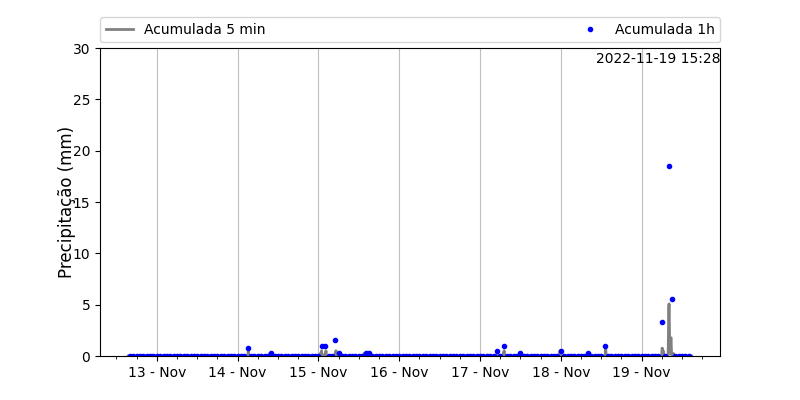 Acumulada 5 min
Acumulada 1h
2022-11-19 15:28
Precipitação (mm)
30
25
20
15
10
5
0
13 - Nov
14 - Nov
15 - Nov
16 - Nov
17 - Nov
18 - Nov
19 - Nov